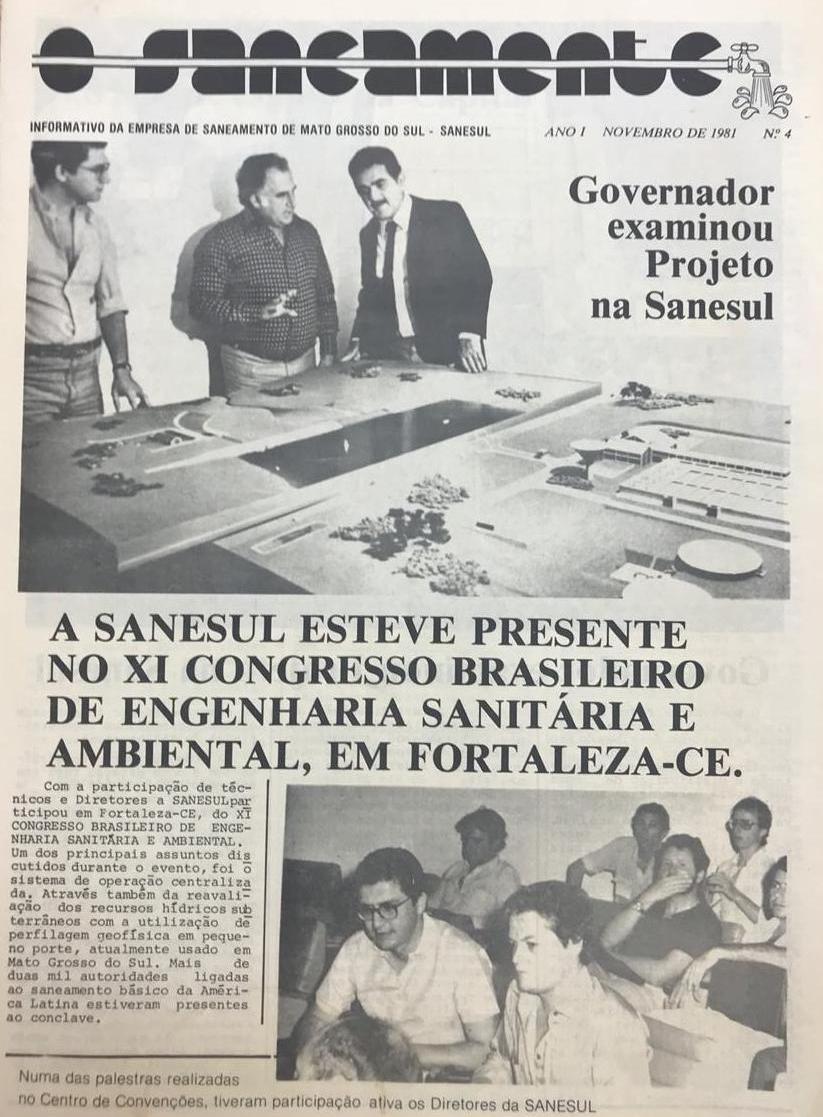 O SANEAMENTE
INFORMATIVO DA EMPRESA DE SANEAMENTO DE MATO GROSSO DO SUL - SANESUL ANO I NOVEMBRO DE 1981 N.º 4
Governador
examinou
Projeto
na Sanesul
A SANESUL ESTEVE PRESENTE
NO XI CONGRESSO BRASILEIRO
DE ENGENHARIA SANITÁRIA E
AMBIENTAL, EM FORTALEZA-CE.
Com a participação de téc-
nicos e Diretores a SANESULpar
ticipou em Fortaleza-CE, do XI
CONGRESSO BRASILEIRO DE ENGE-
NHARIA SANITÁRIA E AMBIENTAL.
Um dos principais assuntos dis
cutidos durante o evento, foi o
sistema de operação centraliza
da. Através também da reavali-
ação dos recursos hídricos sub
terrâneos com a utilização de
perfilagem geofísica em peque-
no porte, atualmente usado em
Mato Grosso do Sul. Mais de
duas mil autoridades ligadas
ao saneamento básico da Améri-
ca Latina estiveram presentes
ao conclave.
Numa das palestras realizadas
no Centro de Convenções, tiveram participação ativa os Diretores da SANESUL